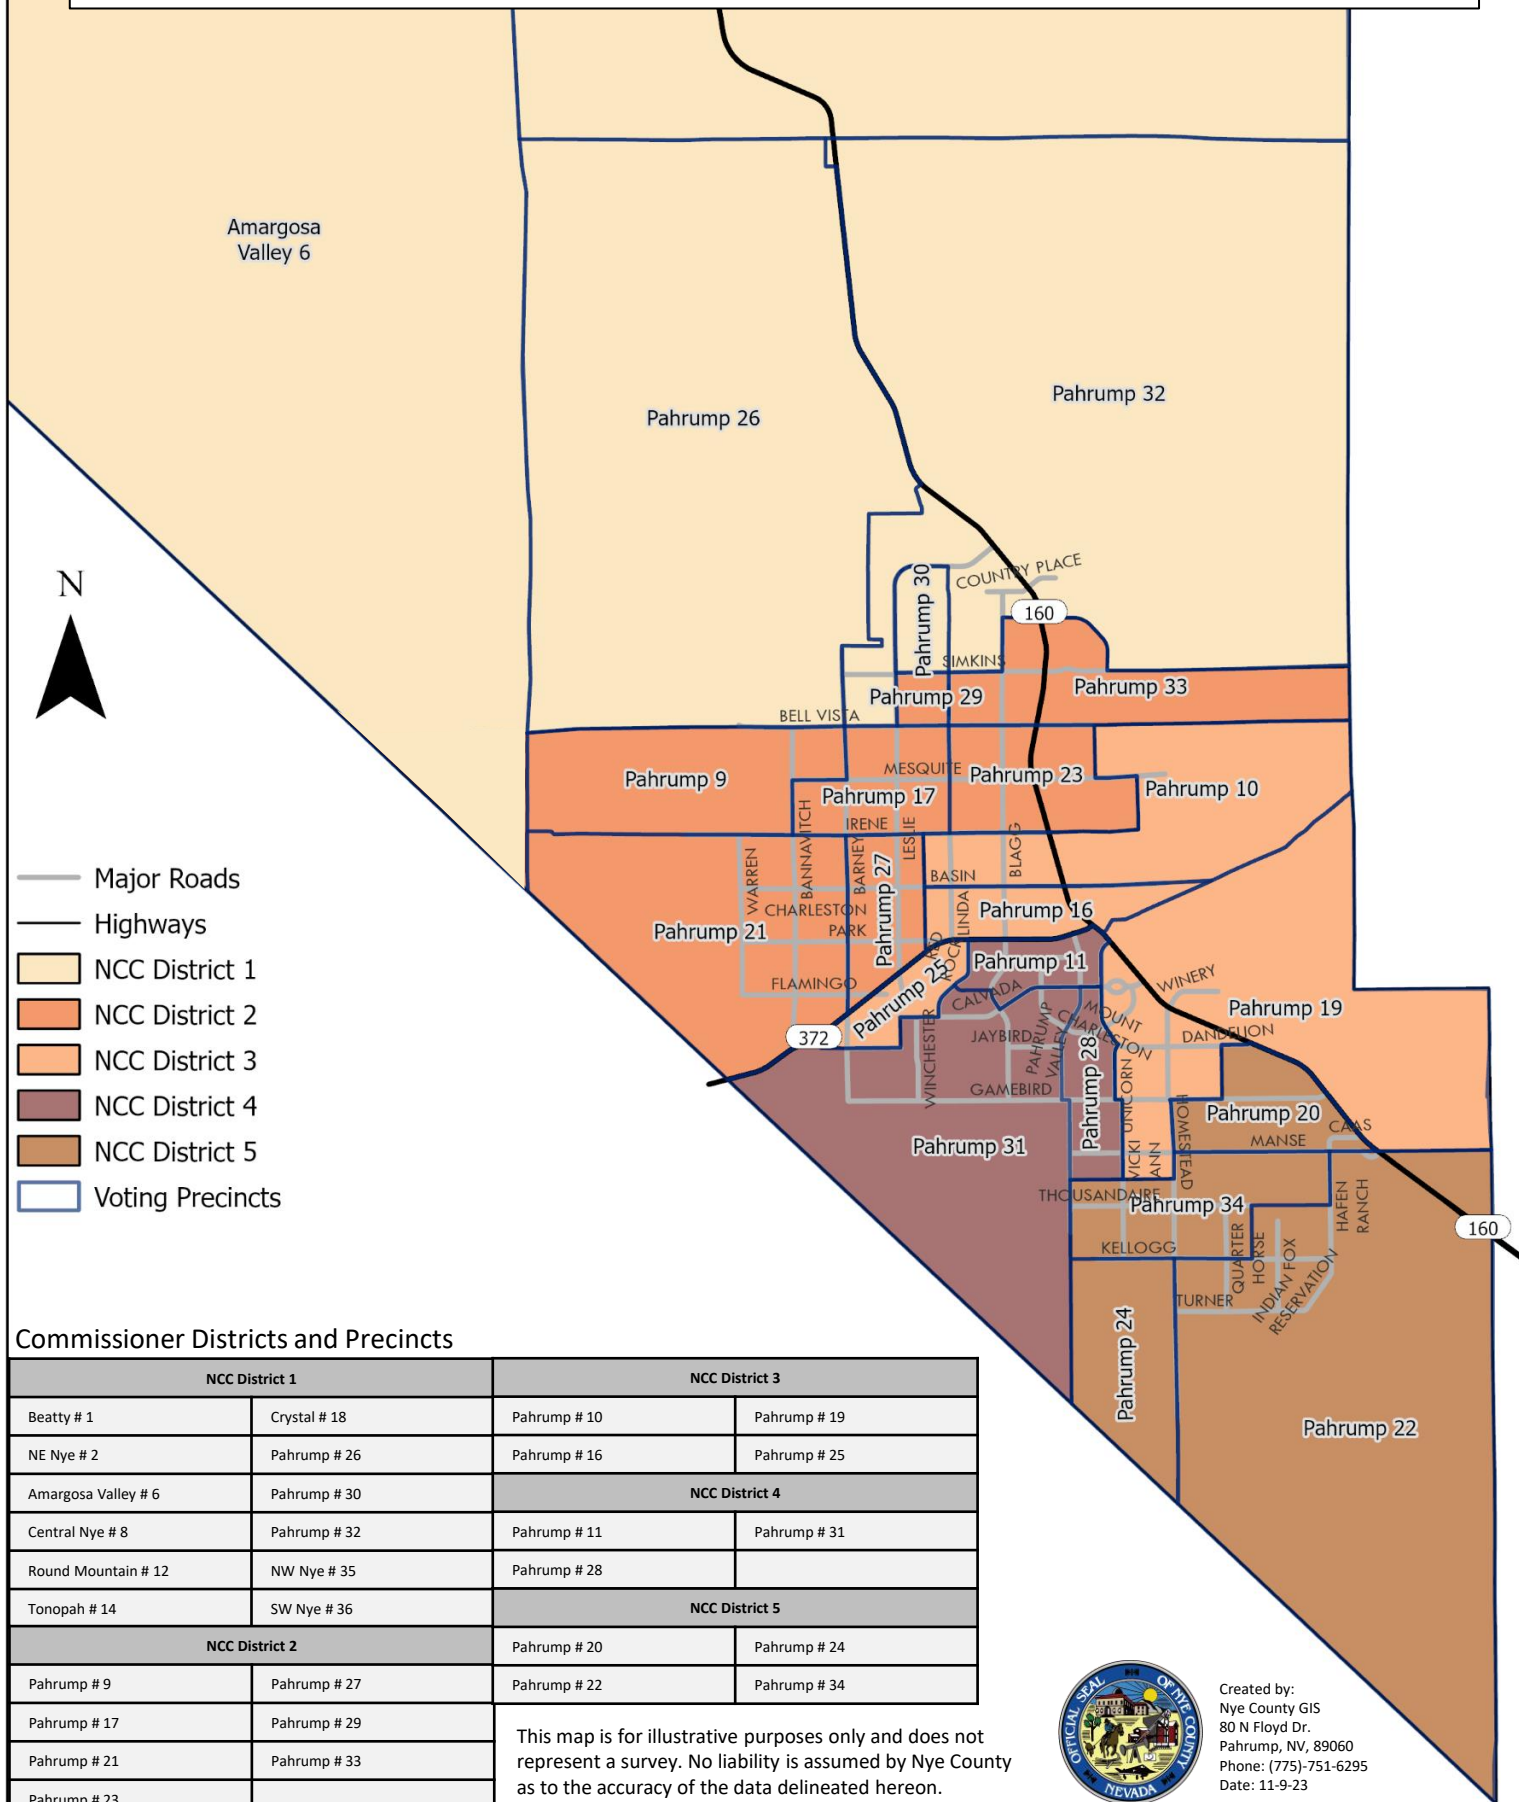 Amargosa
Valley 6
Pahrump 26
Pahrump 32
N
COUNTRY PLACE
160
Pahrump 30
SIMKINS
Pahrump 29
Pahrump 33
BELL VISTA
Pahrump 9
MESQUITE
Pahrump 23
Pahrump 17
Pahrump 10
IRENE
BANNAVITCH
LESLIE
BARNEY
BLAGG
WARREN
Pahrump 27
BASIN
CHARLESTON
LINDA
Pahrump 16
Pahrump 21
PARK
RED
ROCK
Pahrump 11
FLAMINGO
Pahrump 25
CALVADA
WINERY
Pahrump 19
372
WINCHESTER
JAYBIRD
PAHRUMP
VALLEY
MOUNT
CHARLESTON
DANDELION
Pahrump 28
GAMEBIRD
UNICORN
HOMESTEAD
Pahrump 20
CAAS
MANSE
Pahrump 31
VICKI
ANN
THOUSANDAIRE
Pahrump 34
HAFEN
RANCH
KELLOGG
QUARTER
HORSE
INDIAN FOX
RESERVATION
160
TURNER
Pahrump 24
Pahrump 22
Major Roads
Highways
NCC District 1
NCC District 2
NCC District 3
NCC District 4
NCC District 5
Voting Precincts
Commissioner Districts and Precincts
NCC District 1
Beatty # 1 Crystal # 18
NE Nye # 2 Pahrump # 26
Amargosa Valley # 6 Pahrump # 30
Central Nye # 8 Pahrump # 32
Round Mountain # 12 NW Nye # 35
Tonopah # 14 SW Nye # 36
NCC District 2
Pahrump # 9 Pahrump # 27
Pahrump # 17 Pahrump # 29
Pahrump # 21 Pahrump # 33
Pahrump # 23
NCC District 3
Pahrump # 10 Pahrump # 19
Pahrump # 16 Pahrump # 25
NCC District 4
Pahrump # 11 Pahrump # 31
Pahrump # 28
NCC District 5
Pahrump # 20 Pahrump # 24
Pahrump # 22 Pahrump # 34
This map is for illustrative purposes only and does not
represent a survey. No liability is assumed by Nye County
as to the accuracy of the data delineated hereon.
OFFICIAL SEAL OF NYE COUNTY
NEVADA
Created by:
Nye County GIS
80 N Floyd Dr.
Pahrump, NV, 89060
Phone: (775)-751-6295
Date: 11-9-23